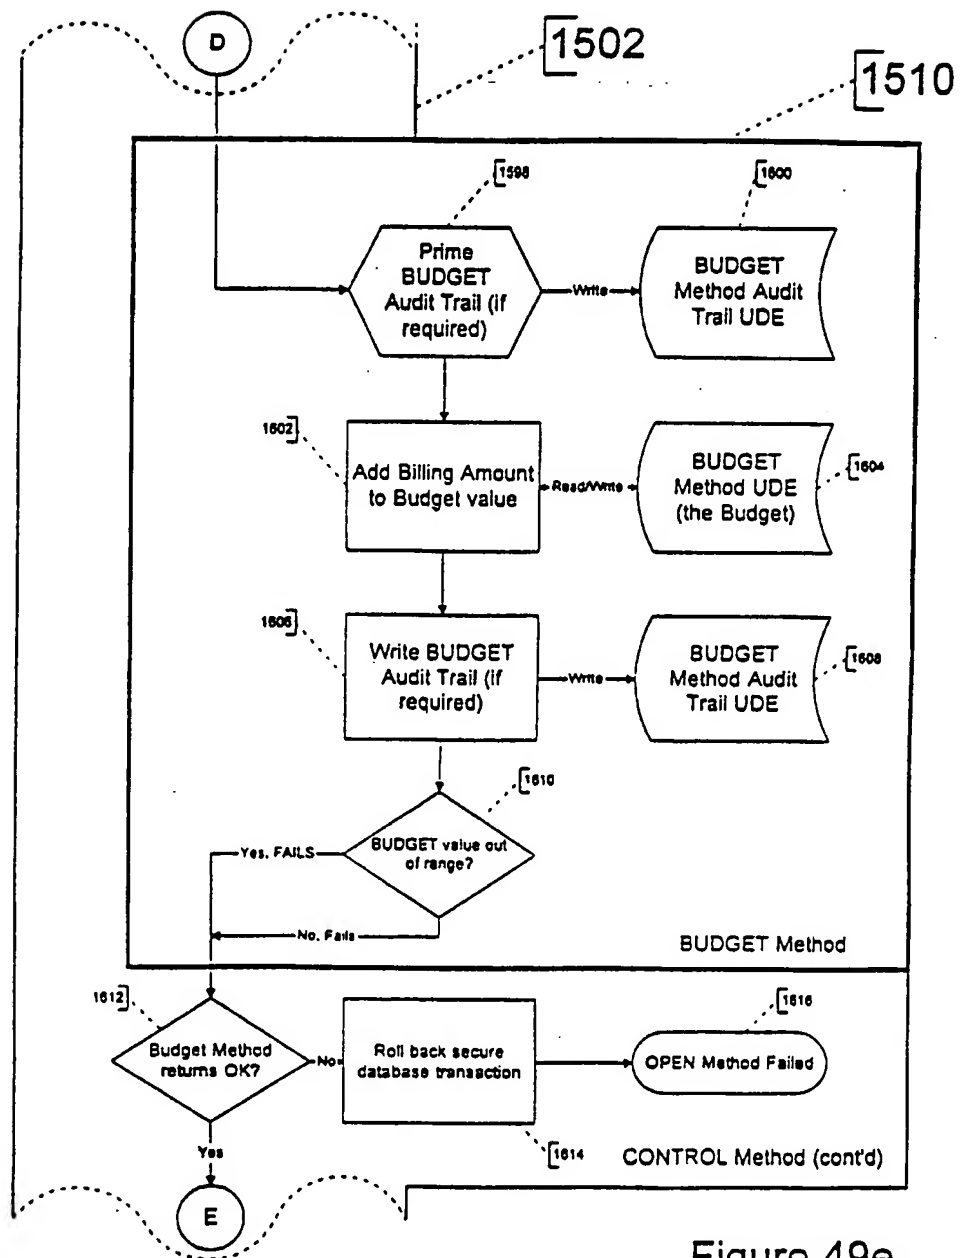 D
1502
1510
1598
1600
Prime
BUDGET
Audit Trail (if
required)
Write
BUDGET
Method Audit
Trail UDE
1602
Add Billing Amount
to Budget value
Read/Write
BUDGET
Method UDE
(the Budget)
1604
1606
Write BUDGET
Audit Trail (if
required)
Write
BUDGET
Method Audit
Trail UDE
1608
1610
BUDGET value out
of range?
Yes, FAILS
No, Fails
BUDGET Method
1612
Budget Method
returns OK?
No
Roll back secure
database transaction
1616
OPEN Method Failed
1614
Yes
CONTROL Method (cont'd)
E
Figure 49e